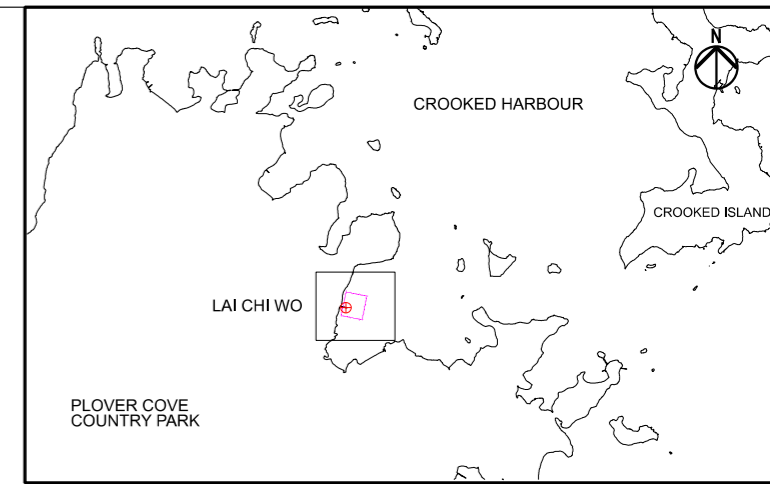 N
CROOKED HARBOUR
CROOKED ISLAND
LAI CHI WO
PLOVER COVE
COUNTRY PARK